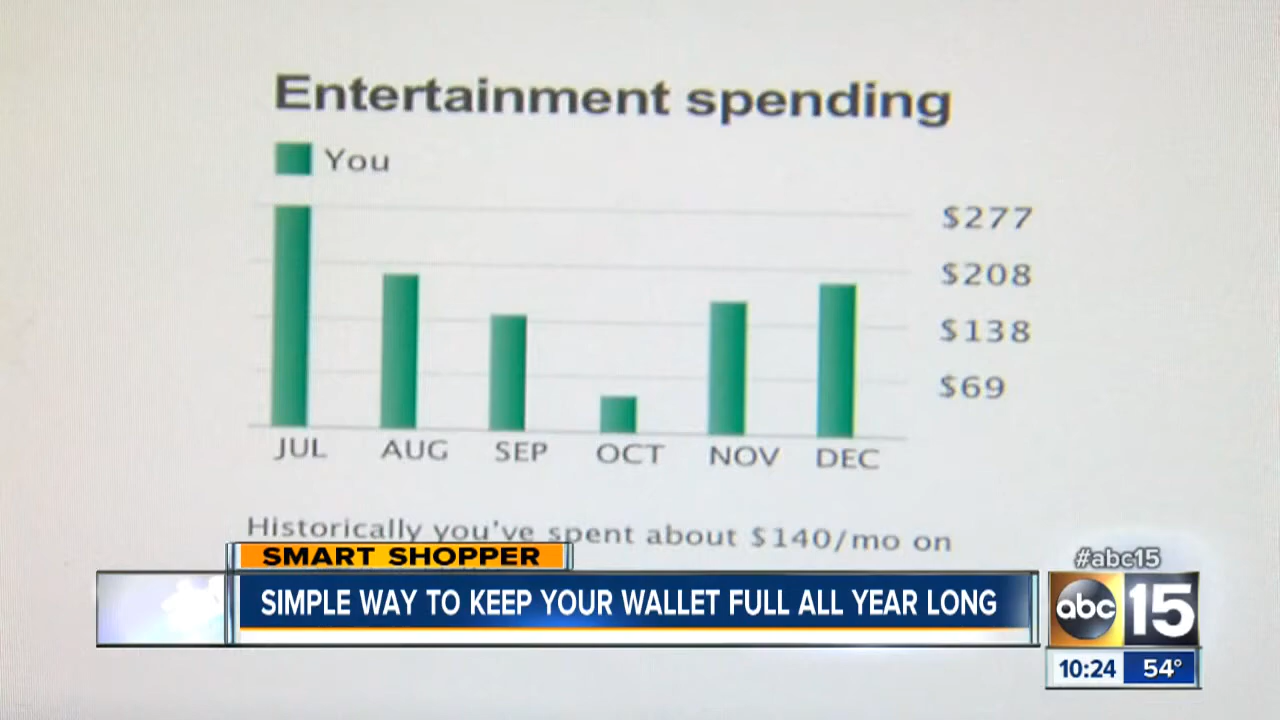 Entertainment spending
You
$277
$208
$138
$69
JUL AUG SEP OCT NOV DEC
Historically you've spent about $140/mo on
SMART SHOPPER
SIMPLE WAY TO KEEP YOUR WALLET FULL ALL YEAR LONG
#abc15
abc 15
10:24 54°